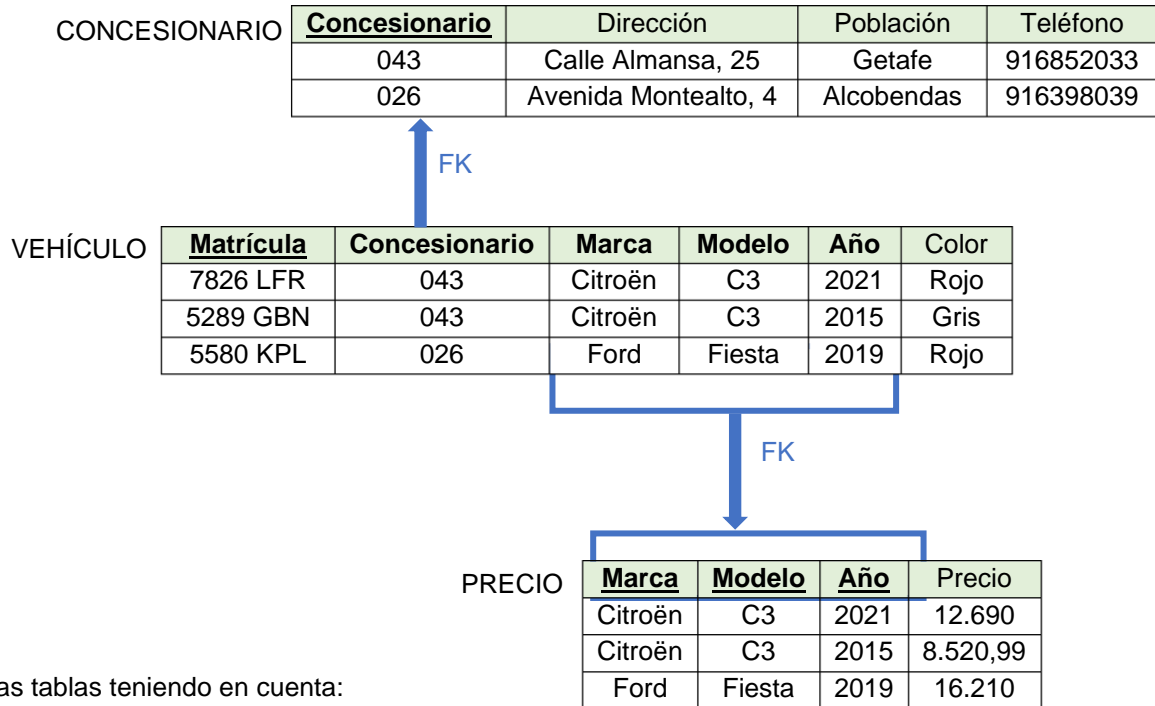 CONCESIONARIO Concesionario Dirección Población Teléfono
043 Calle Almansa, 25 Getafe 916852033
026 Avenida Montealto, 4 Alcobendas 916398039
FK
VEHÍCULO Matrícula Concesionario Marca Modelo Año Color
7826 LFR 043 Citroën C3 2021 Rojo
5289 GBN 043 Citroën C3 2015 Gris
5580 KPL 026 Ford Fiesta 2019 Rojo
FK
PRECIO Marca Modelo Año Precio
Citroën C3 2021 12.690
Citroën C3 2015 8.520,99
Ford Fiesta 2019 16.210
as tablas teniendo en cuenta: